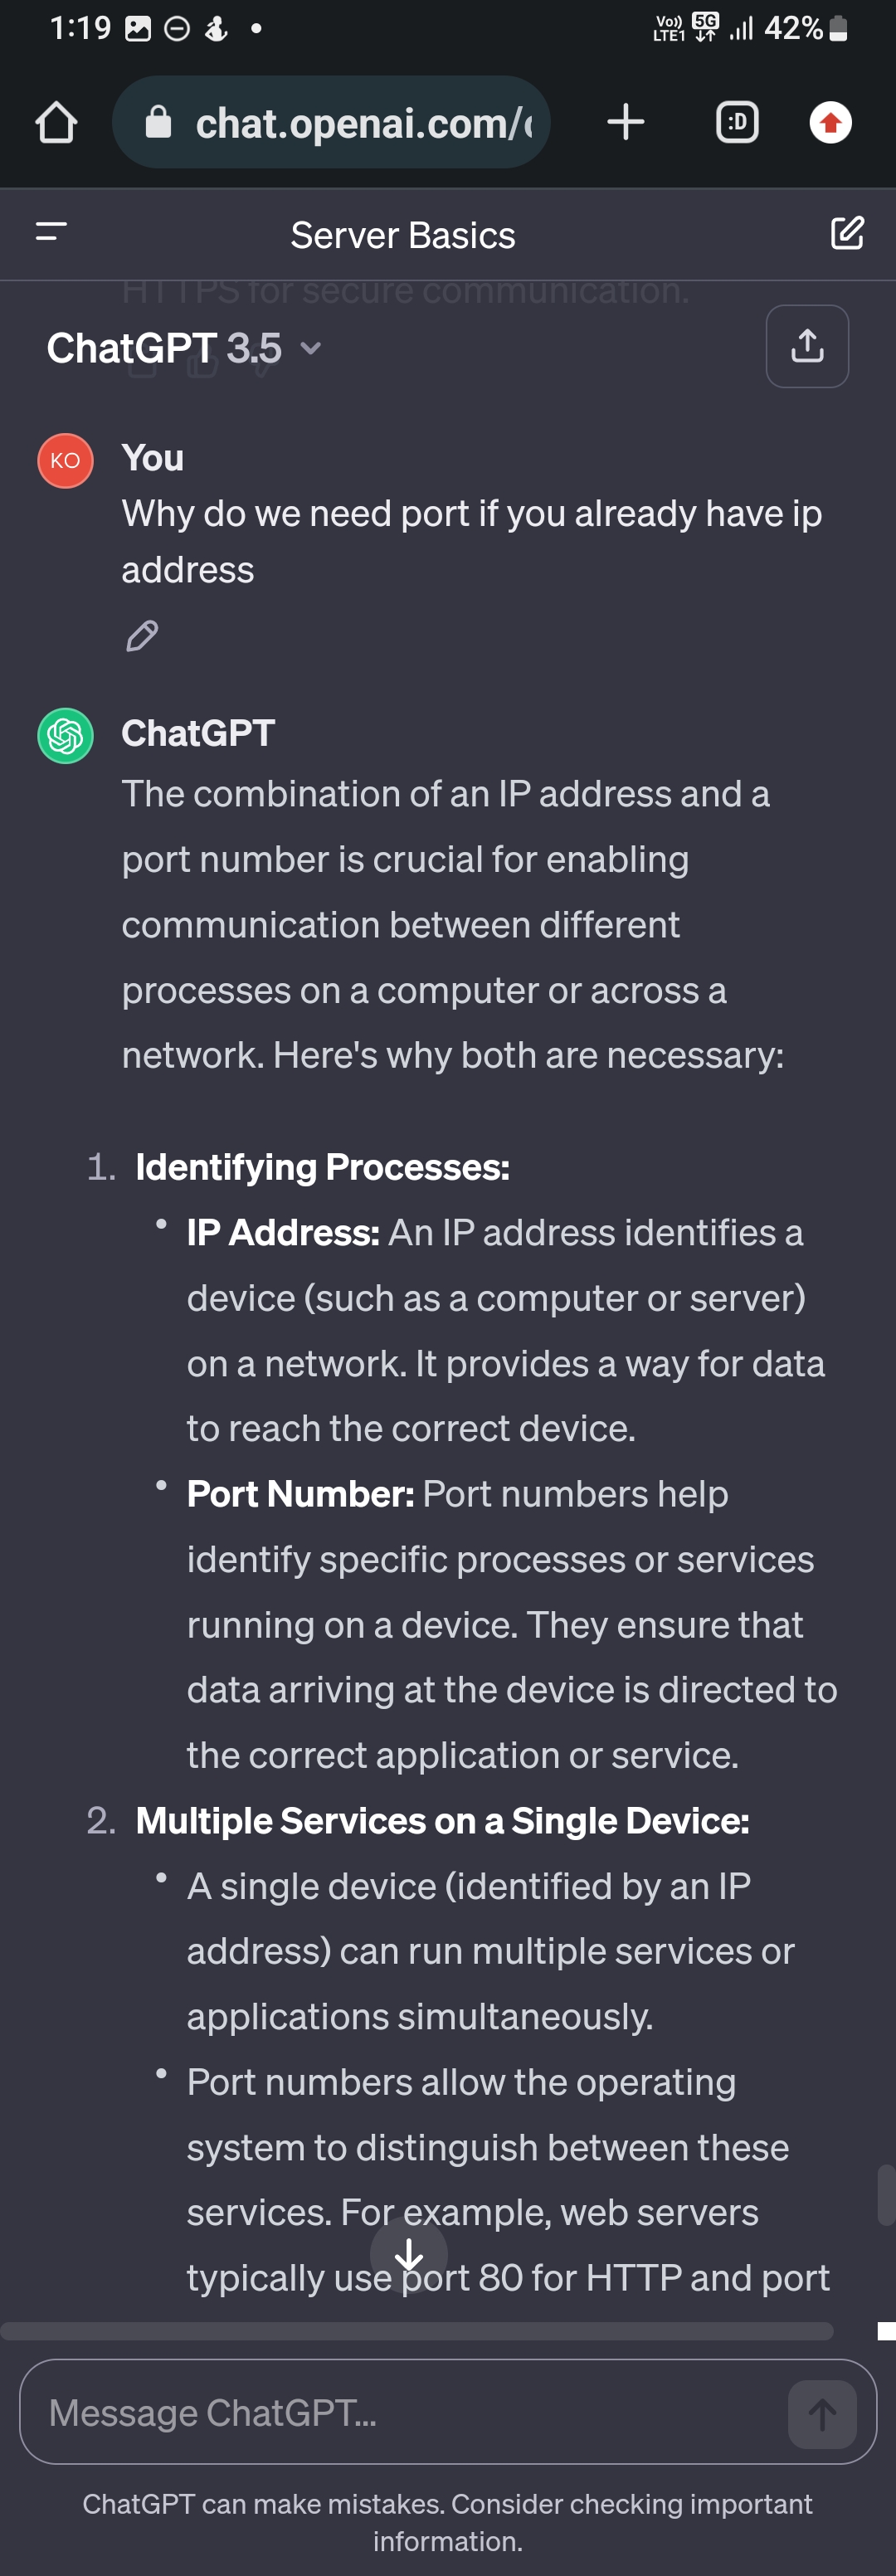 1:19
Vo))
LTE1
5G
42%
chat.openai.com/
:D
Server Basics
HTTPS for secure communication.
ChatGPT 3.5
KO
You
Why do we need port if you already have ip
address
ChatGPT
The combination of an IP address and a
port number is crucial for enabling
communication between different
processes on a computer or across a
network. Here's why both are necessary:
1. Identifying Processes:
• IP Address: An IP address identifies a
device (such as a computer or server)
on a network. It provides a way for data
to reach the correct device.
• Port Number: Port numbers help
identify specific processes or services
running on a device. They ensure that
data arriving at the device is directed to
the correct application or service.
2. Multiple Services on a Single Device:
• A single device (identified by an IP
address) can run multiple services or
applications simultaneously.
• Port numbers allow the operating
system to distinguish between these
services. For example, web servers
typically use port 80 for HTTP and port
Message ChatGPT...
ChatGPT can make mistakes. Consider checking important
information.